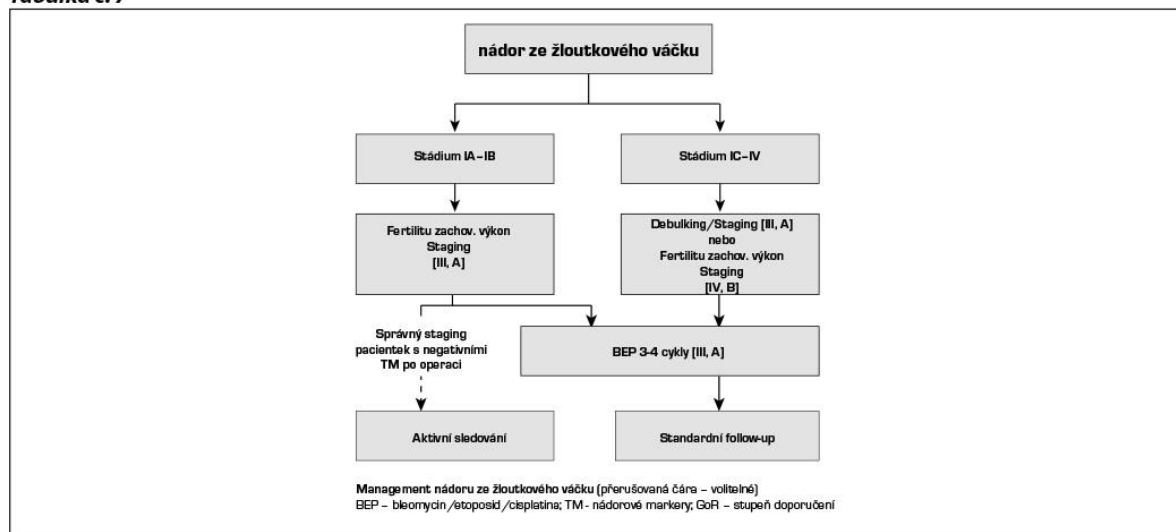 nádor ze žloutkového váčku
Stádium IA–IB
Stádium IC–IV
Fertilitu zachov. výkon
Staging
[III, A]
Debulking/Staging [III, A]
nebo
Fertilitu zachov. výkon
Staging
[IV, B]
Správný staging
pacientek s negativními
TM po operaci
BEP 3-4 cykly [III, A]
Aktivní sledování
Standardní follow-up
Management nádoru ze žloutkového váčku (přerušovaná čára – volitelné)
BEP – bleomycin/etoposid/cisplatina; TM - nádorové markery; GoR – stupeň doporučení